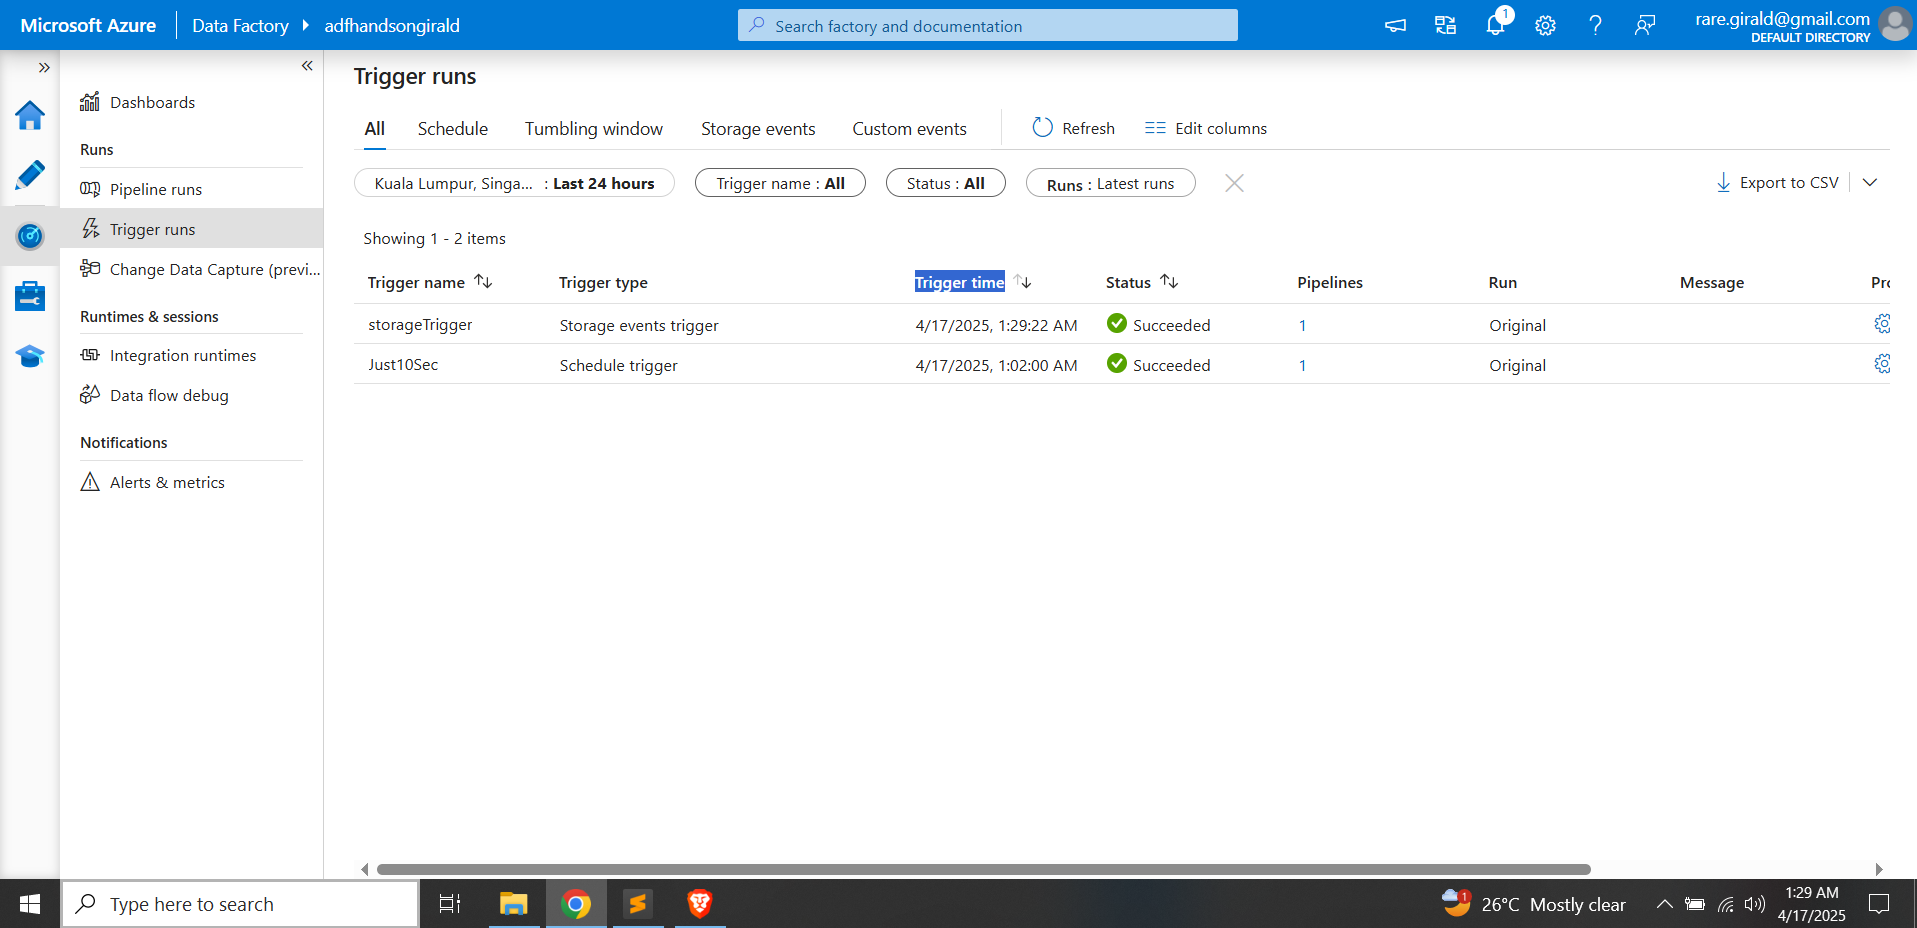 Microsoft Azure
Data Factory
adfhandsongirald
Search factory and documentation
1
rare.girald@gmail.com
DEFAULT DIRECTORY
Dashboards
Runs
Pipeline runs
Trigger runs
Change Data Capture (previ...
Runtimes & sessions
Integration runtimes
Data flow debug
Notifications
Alerts & metrics
Trigger runs
All Schedule Tumbling window Storage events Custom events Refresh Edit columns
Kuala Lumpur, Singa... : Last 24 hours Trigger name : All Status : All Runs : Latest runs Export to CSV
Showing 1 - 2 items
Trigger name Trigger type Trigger time Status Pipelines Run Message Pro
storageTrigger Storage events trigger 4/17/2025, 1:29:22 AM Succeeded 1 Original
Just10Sec Schedule trigger 4/17/2025, 1:02:00 AM Succeeded 1 Original
Type here to search
1
26°C Mostly clear
1:29 AM
4/17/2025